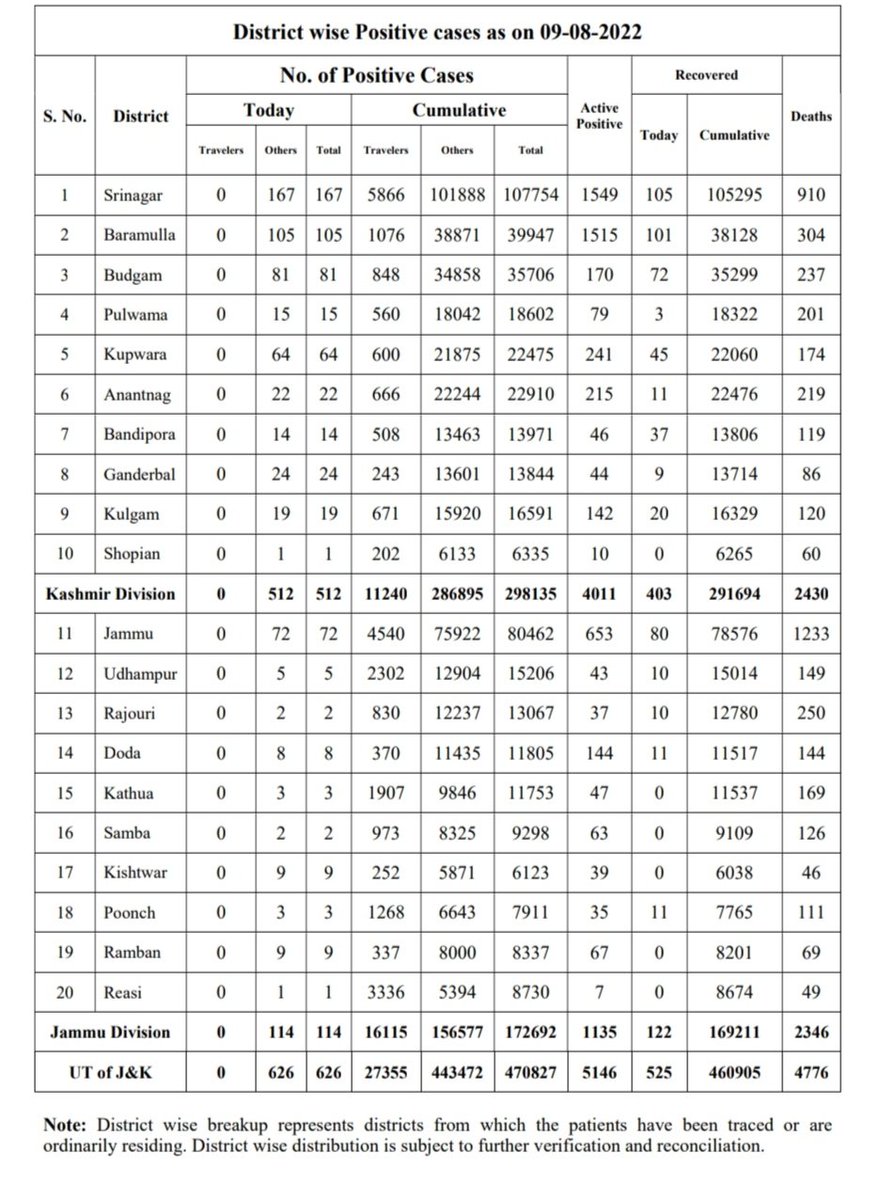 District wise Positive cases as on 09-08-2022
S. No. District No. of Positive Cases Active Positive Recovered Deaths
Today Cumulative Today Cumulative
Travelers Others Total Travelers Others Total
1 Srinagar 0 167 167 5866 101888 107754 1549 105 105295 910
2 Baramulla 0 105 105 1076 38871 39947 1515 101 38128 304
3 Budgam 0 81 81 848 34858 35706 170 72 35299 237
4 Pulwama 0 15 15 560 18042 18602 79 3 18322 201
5 Kupwara 0 64 64 600 21875 22475 241 45 22060 174
6 Anantnag 0 22 22 666 22244 22910 215 11 22476 219
7 Bandipora 0 14 14 508 13463 13971 46 37 13806 119
8 Ganderbal 0 24 24 243 13601 13844 44 9 13714 86
9 Kulgam 0 19 19 671 15920 16591 142 20 16329 120
10 Shopian 0 1 1 202 6133 6335 10 0 6265 60
Kashmir Division 0 512 512 11240 286895 298135 4011 403 291694 2430
11 Jammu 0 72 72 4540 75922 80462 653 80 78576 1233
12 Udhampur 0 5 5 2302 12904 15206 43 10 15014 149
13 Rajouri 0 2 2 830 12237 13067 37 10 12780 250
14 Doda 0 8 8 370 11435 11805 144 11 11517 144
15 Kathua 0 3 3 1907 9846 11753 47 0 11537 169
16 Samba 0 2 2 973 8325 9298 63 0 9109 126
17 Kishtwar 0 9 9 252 5871 6123 39 0 6038 46
18 Poonch 0 3 3 1268 6643 7911 35 11 7765 111
19 Ramban 0 9 9 337 8000 8337 67 0 8201 69
20 Reasi 0 1 1 3336 5394 8730 7 0 8674 49
Jammu Division 0 114 114 16115 156577 172692 1135 122 169211 2346
UT of J&K 0 626 626 27355 443472 470827 5146 525 460905 4776
Note: District wise breakup represents districts from which the patients have been traced or are
ordinarily residing. District wise distribution is subject to further verification and reconciliation.